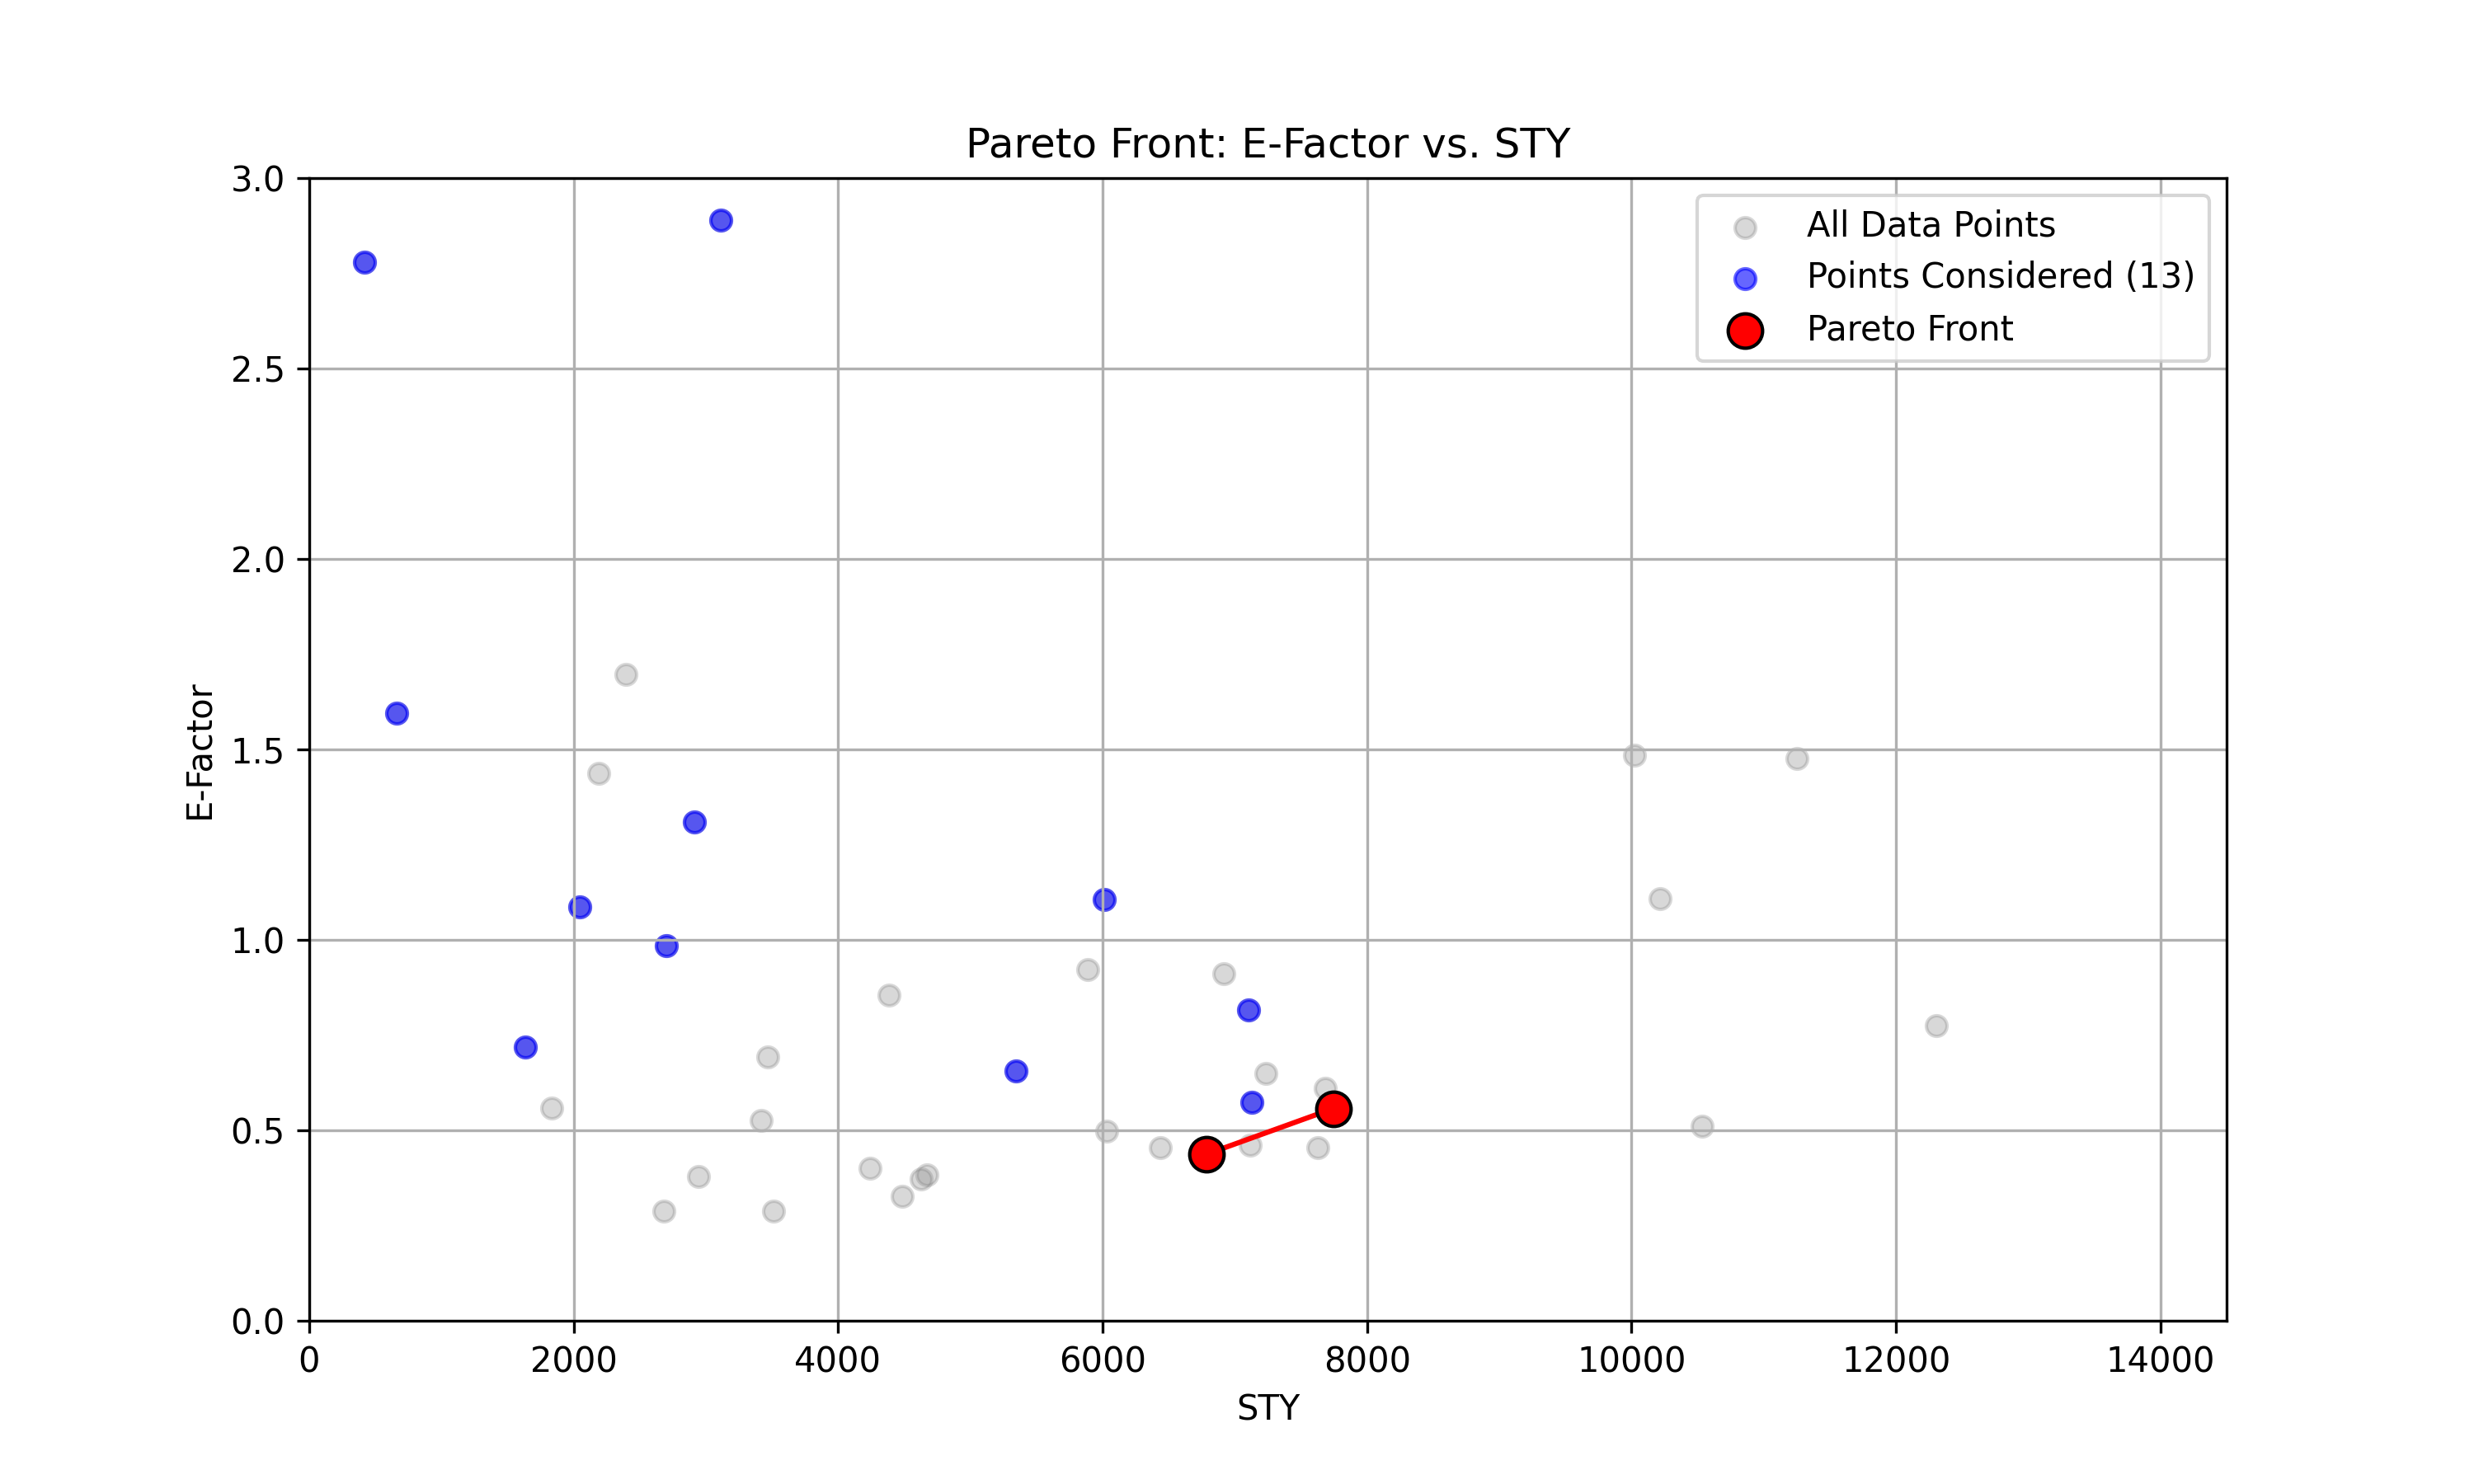 Pareto Front: E-Factor vs. STY
3.0
2.5
2.0
1.5
1.0
0.5
0.0
E-Factor
All Data Points
Points Considered (13)
Pareto Front
0 2000 4000 6000 8000 10000 12000 14000
STY